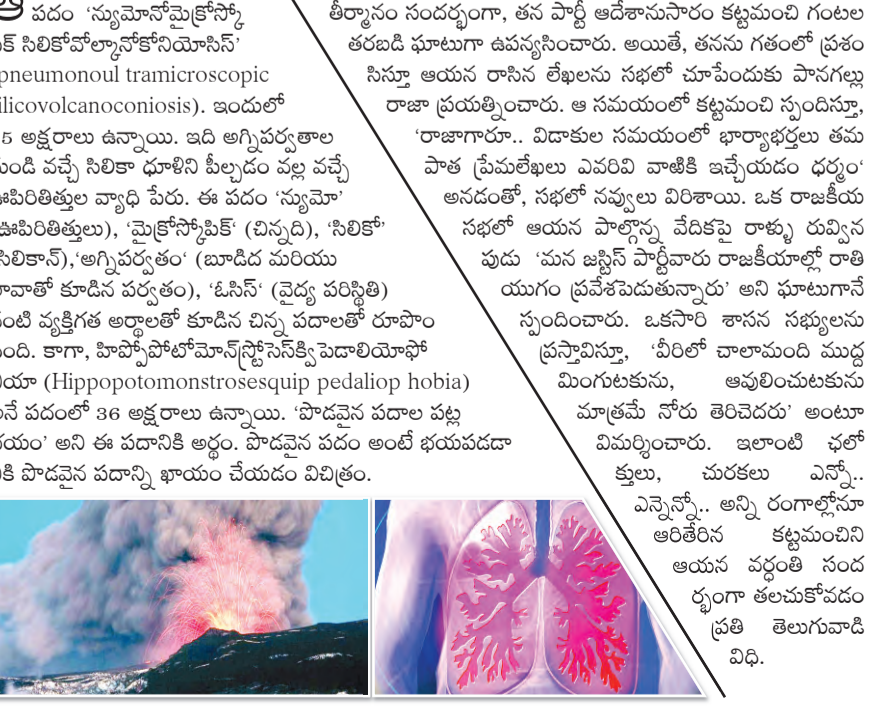 ఆ పదం ‘న్యుమోనోమైక్రోస్కో
క్ సిలికోవోల్కానోకోనియోసిస్’
pneumonoul tramicroscopic
ilicovolcanoconiosis). ఇందులో
5 అక్షరాలు ఉన్నాయి. ఇది అగ్నిపర్వతాల
నుండి వచ్చే సిలికా ధూళిని పీల్చడం వల్ల వచ్చే
ఊపిరితిత్తుల వ్యాధి పేరు. ఈ పదం ‘న్యుమో’
ఊపిరితిత్తులు), ‘మైక్రోస్కోపిక్‘ (చిన్నది), ‘సిలికో’
సిలికాన్),‘అగ్నిపర్వతం‘ (బూడిద మరియు
లావాతో కూడిన పర్వతం), ‘ఓసిస్‘ (వైద్య పరిస్థితి)
వంటి వ్యక్తిగత అర్థాలతో కూడిన చిన్న పదాలతో రూపొం
ంది. కాగా, హిప్పోపోటోమోన్‌స్ట్రోసెస్‌క్విపెడాలియోఫో
ియా (Hippopotomonstrosesquip pedaliop hobia)
నే పదంలో 36 అక్షరాలు ఉన్నాయి. ‘పొడవైన పదాల పట్ల
భయం’ అని ఈ పదానికి అర్థం. పొడవైన పదం అంటే భయపడడా
కి పొడవైన పదాన్ని ఖాయం చేయడం విచిత్రం.
తీర్మానం సందర్భంగా, తన పార్టీ ఆదేశానుసారం కట్టమంచి గంటల
తరబడి ఘాటుగా ఉపన్యసించారు. అయితే, తనను గతంలో ప్రశం
సిస్తూ ఆయన రాసిన లేఖలను సభలో చూపేందుకు పానగల్లు
రాజా ప్రయత్నించారు. ఆ సమయంలో కట్టమంచి స్పందిస్తూ,
‘రాజాగారూ.. విడాకుల సమయంలో భార్యాభర్తలు తమ
పాత ప్రేమలేఖలు ఎవరివి వాఱికి ఇచ్చేయడం ధర్మం‘
అనడంతో, సభలో నవ్వులు విరిశాయి. ఒక రాజకీయ
సభలో ఆయన పాల్గొన్న వేదికపై రాళ్ళు రువ్విన
పుడు ‘మన జస్టిస్ పార్టీవారు రాజకీయాల్లో రాతి
యుగం ప్రవేశపెడుతున్నారు’ అని ఘాటుగానే
స్పందించారు. ఒకసారి శాసన సభ్యులను
ప్రస్తావిస్తూ, ‘వీరిలో చాలామంది ముద్ద
మింగుటకును, ఆవులించుటకును
మాత్రమే నోరు తెరిచెదరు’ అంటూ
విమర్శించారు. ఇలాంటి ఛలో
క్తులు, చురకలు ఎన్నో..
ఎన్నెన్నో.. అన్ని రంగాల్లోనూ
ఆరితేరిన కట్టమంచిని
ఆయన వర్ధంతి సంద
ర్భంగా తలచుకోవడం
ప్రతి తెలుగువాడి
విధి.